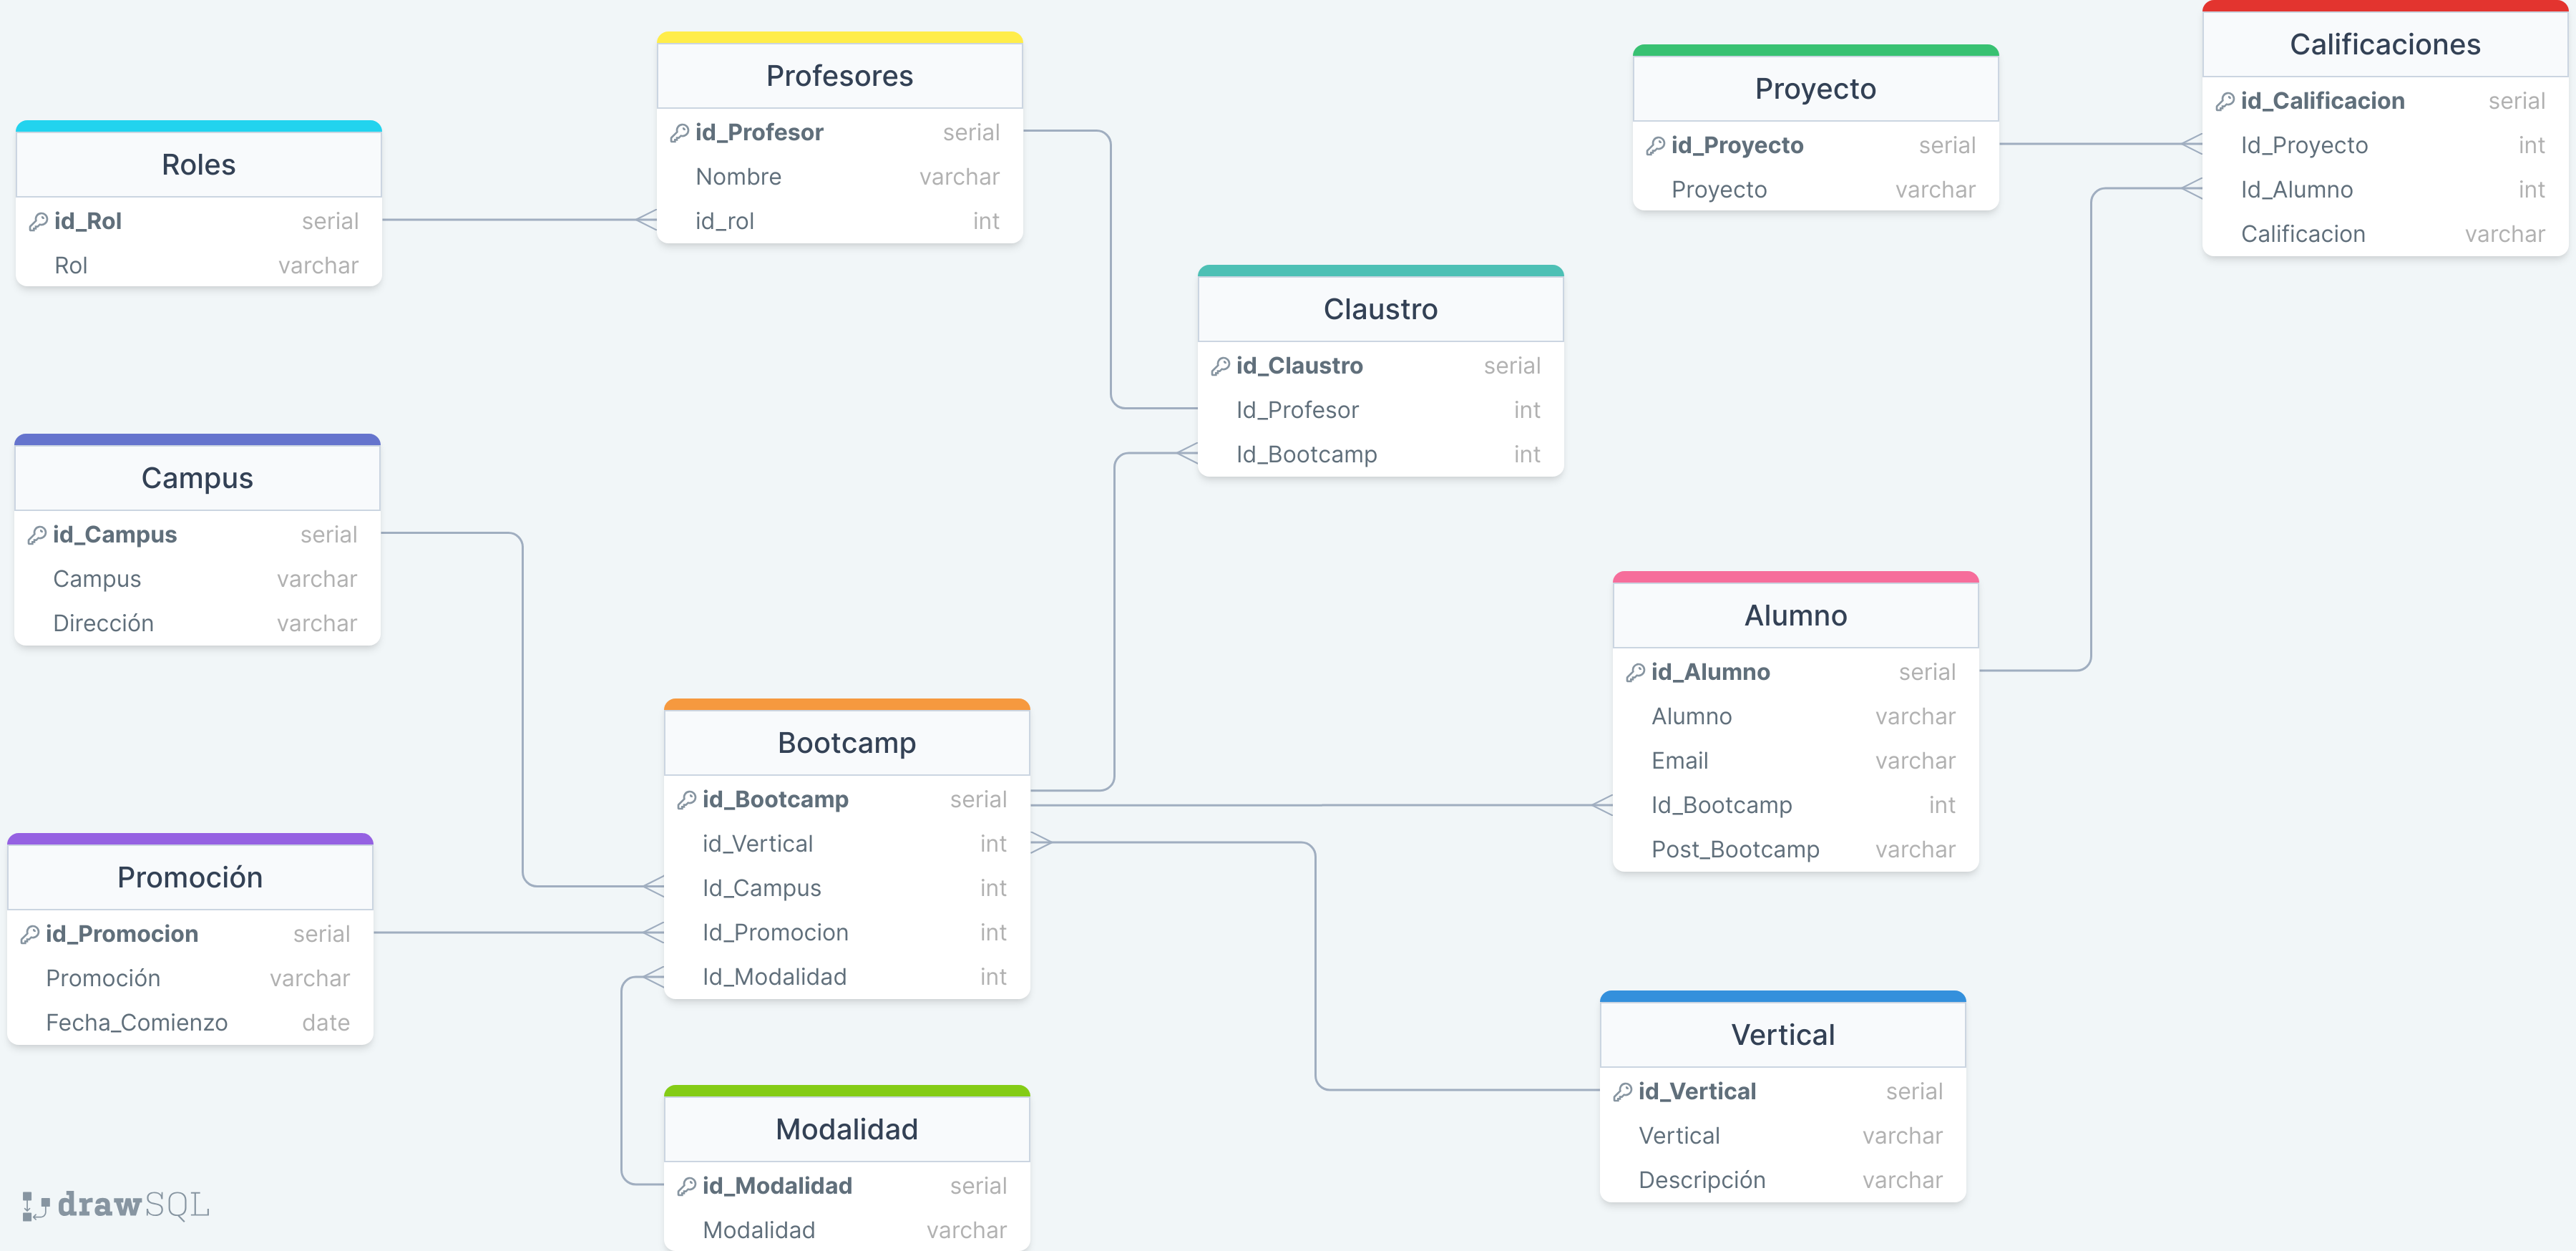 Roles
id_Rol serial
Rol varchar
Profesores
id_Profesor serial
Nombre varchar
id_rol int
Proyecto
id_Proyecto serial
Proyecto varchar
Calificaciones
id_Calificacion serial
Id_Proyecto int
Id_Alumno int
Calificacion varchar
Claustro
id_Claustro serial
Id_Profesor int
Id_Bootcamp int
Campus
id_Campus serial
Campus varchar
Dirección varchar
Alumno
id_Alumno serial
Alumno varchar
Email varchar
Id_Bootcamp int
Post_Bootcamp varchar
Bootcamp
id_Bootcamp serial
id_Vertical int
Id_Campus int
Id_Promocion int
Id_Modalidad int
Promoción
id_Promocion serial
Promoción varchar
Fecha_Comienzo date
Vertical
id_Vertical serial
Vertical varchar
Descripción varchar
Modalidad
id_Modalidad serial
Modalidad varchar
drawSQL